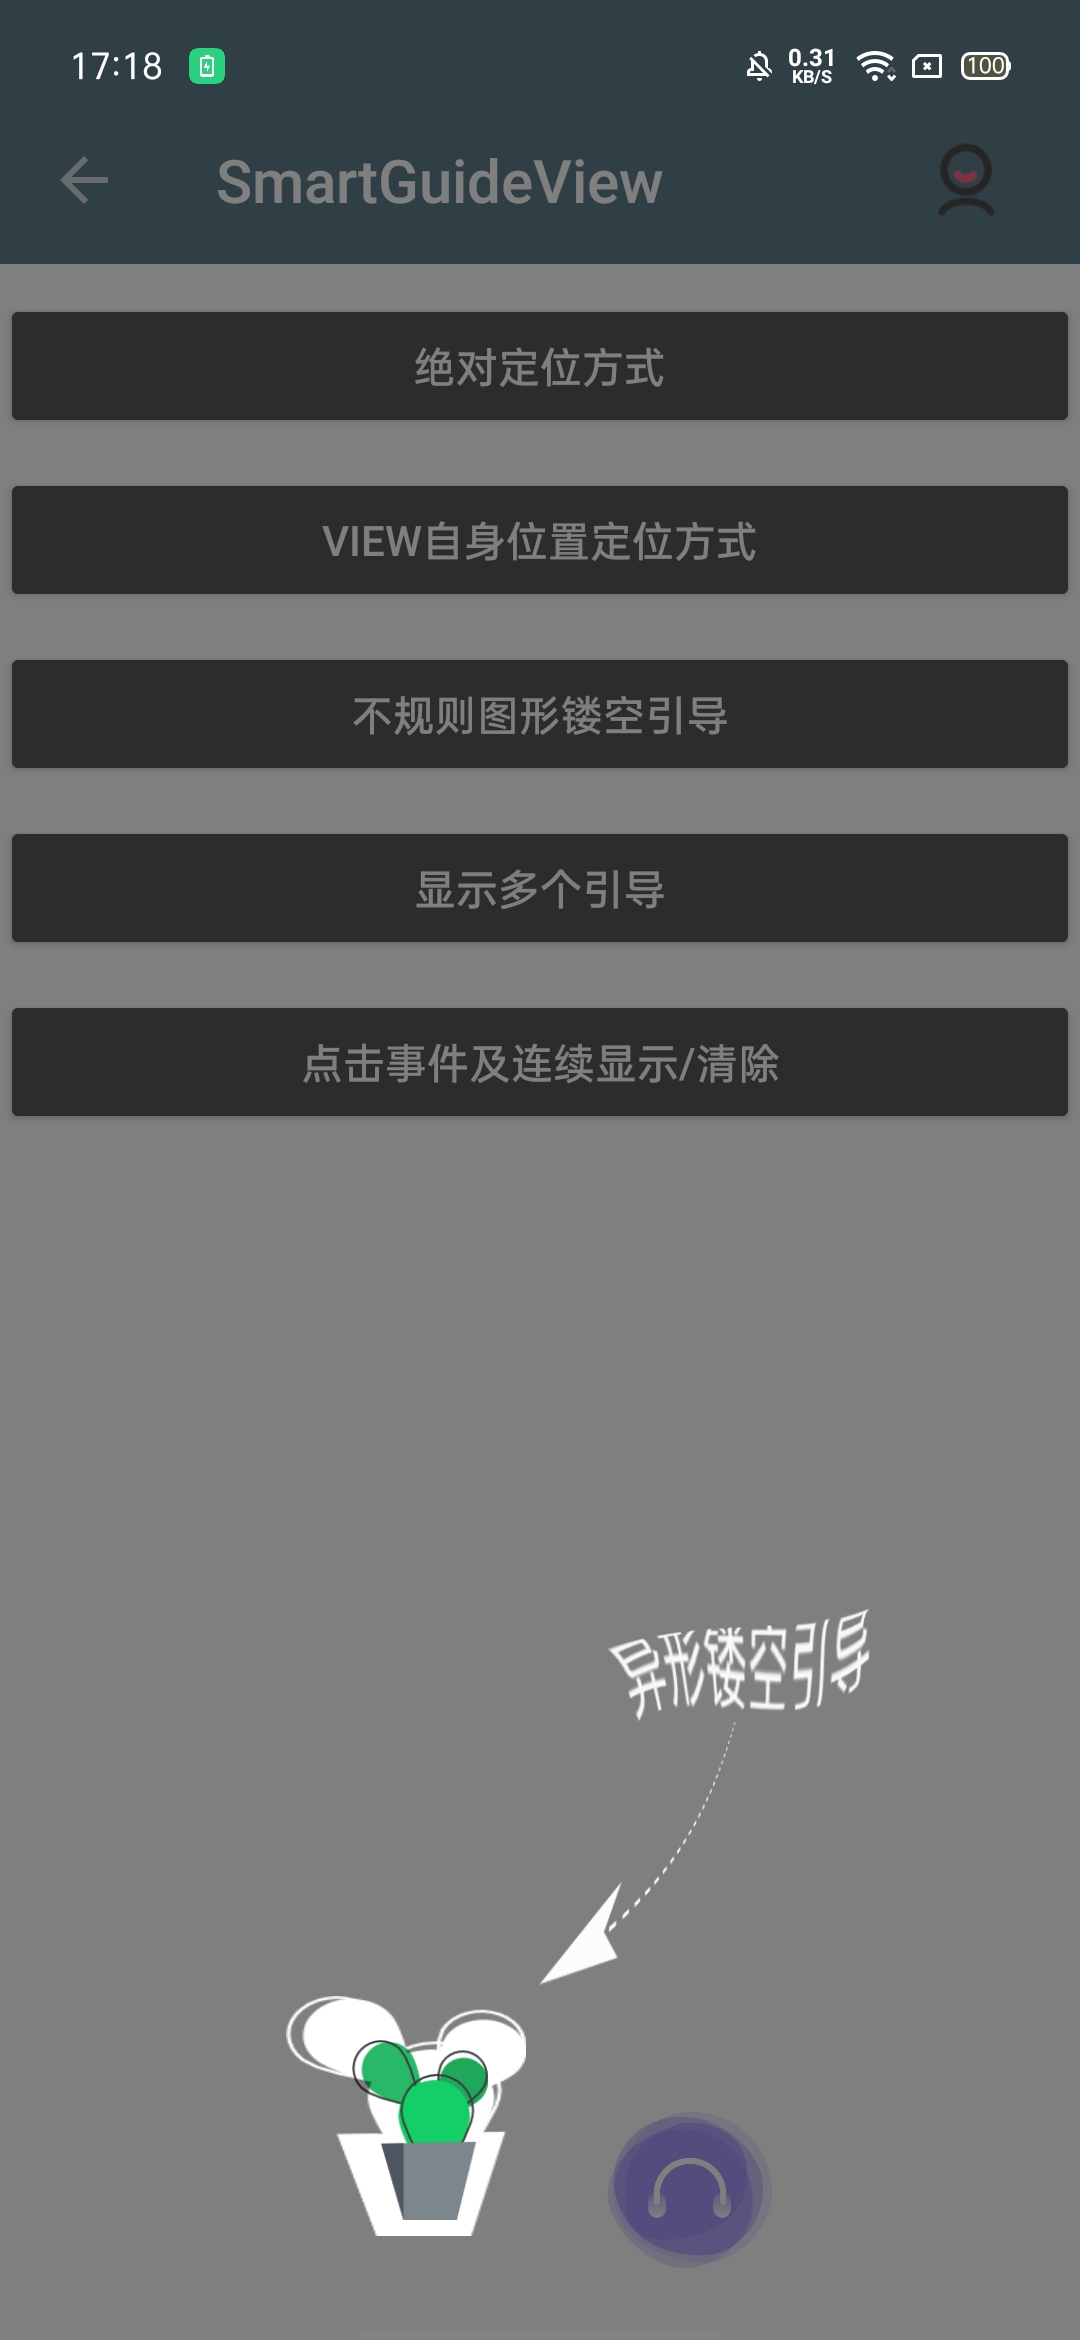 17:18
0.31
KB/S
100
SmartGuideView
绝对定位方式
VIEW自身位置定位方式
不规则图形镂空引导
显示多个引导
点击事件及连续显示/清除
异形镂空引导